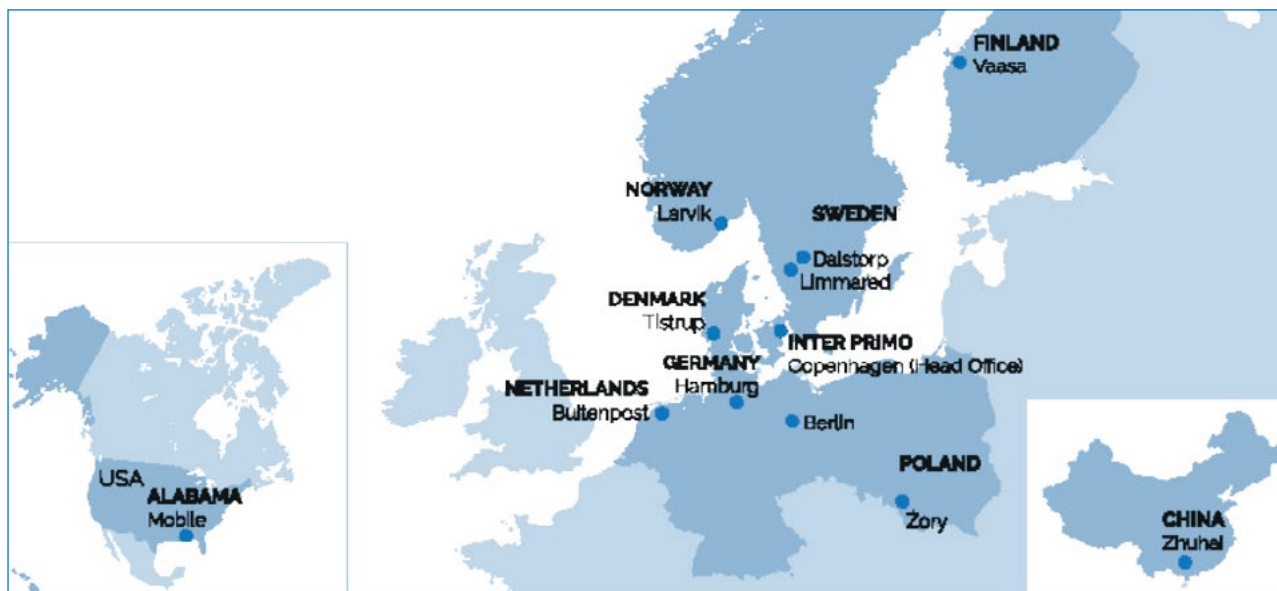 FINLAND
Vaasa
NORWAY
Larvik
SWEDEN
Dalstorp
Limmared
DENMARK
Tistrup
INTER PRIMO
Copenhagen (Head Office)
GERMANY
Hamburg
NETHERLANDS
Buitenpost
Berlin
POLAND
Żory
USA
ALABAMA
Mobile
CHINA
Zhuhai